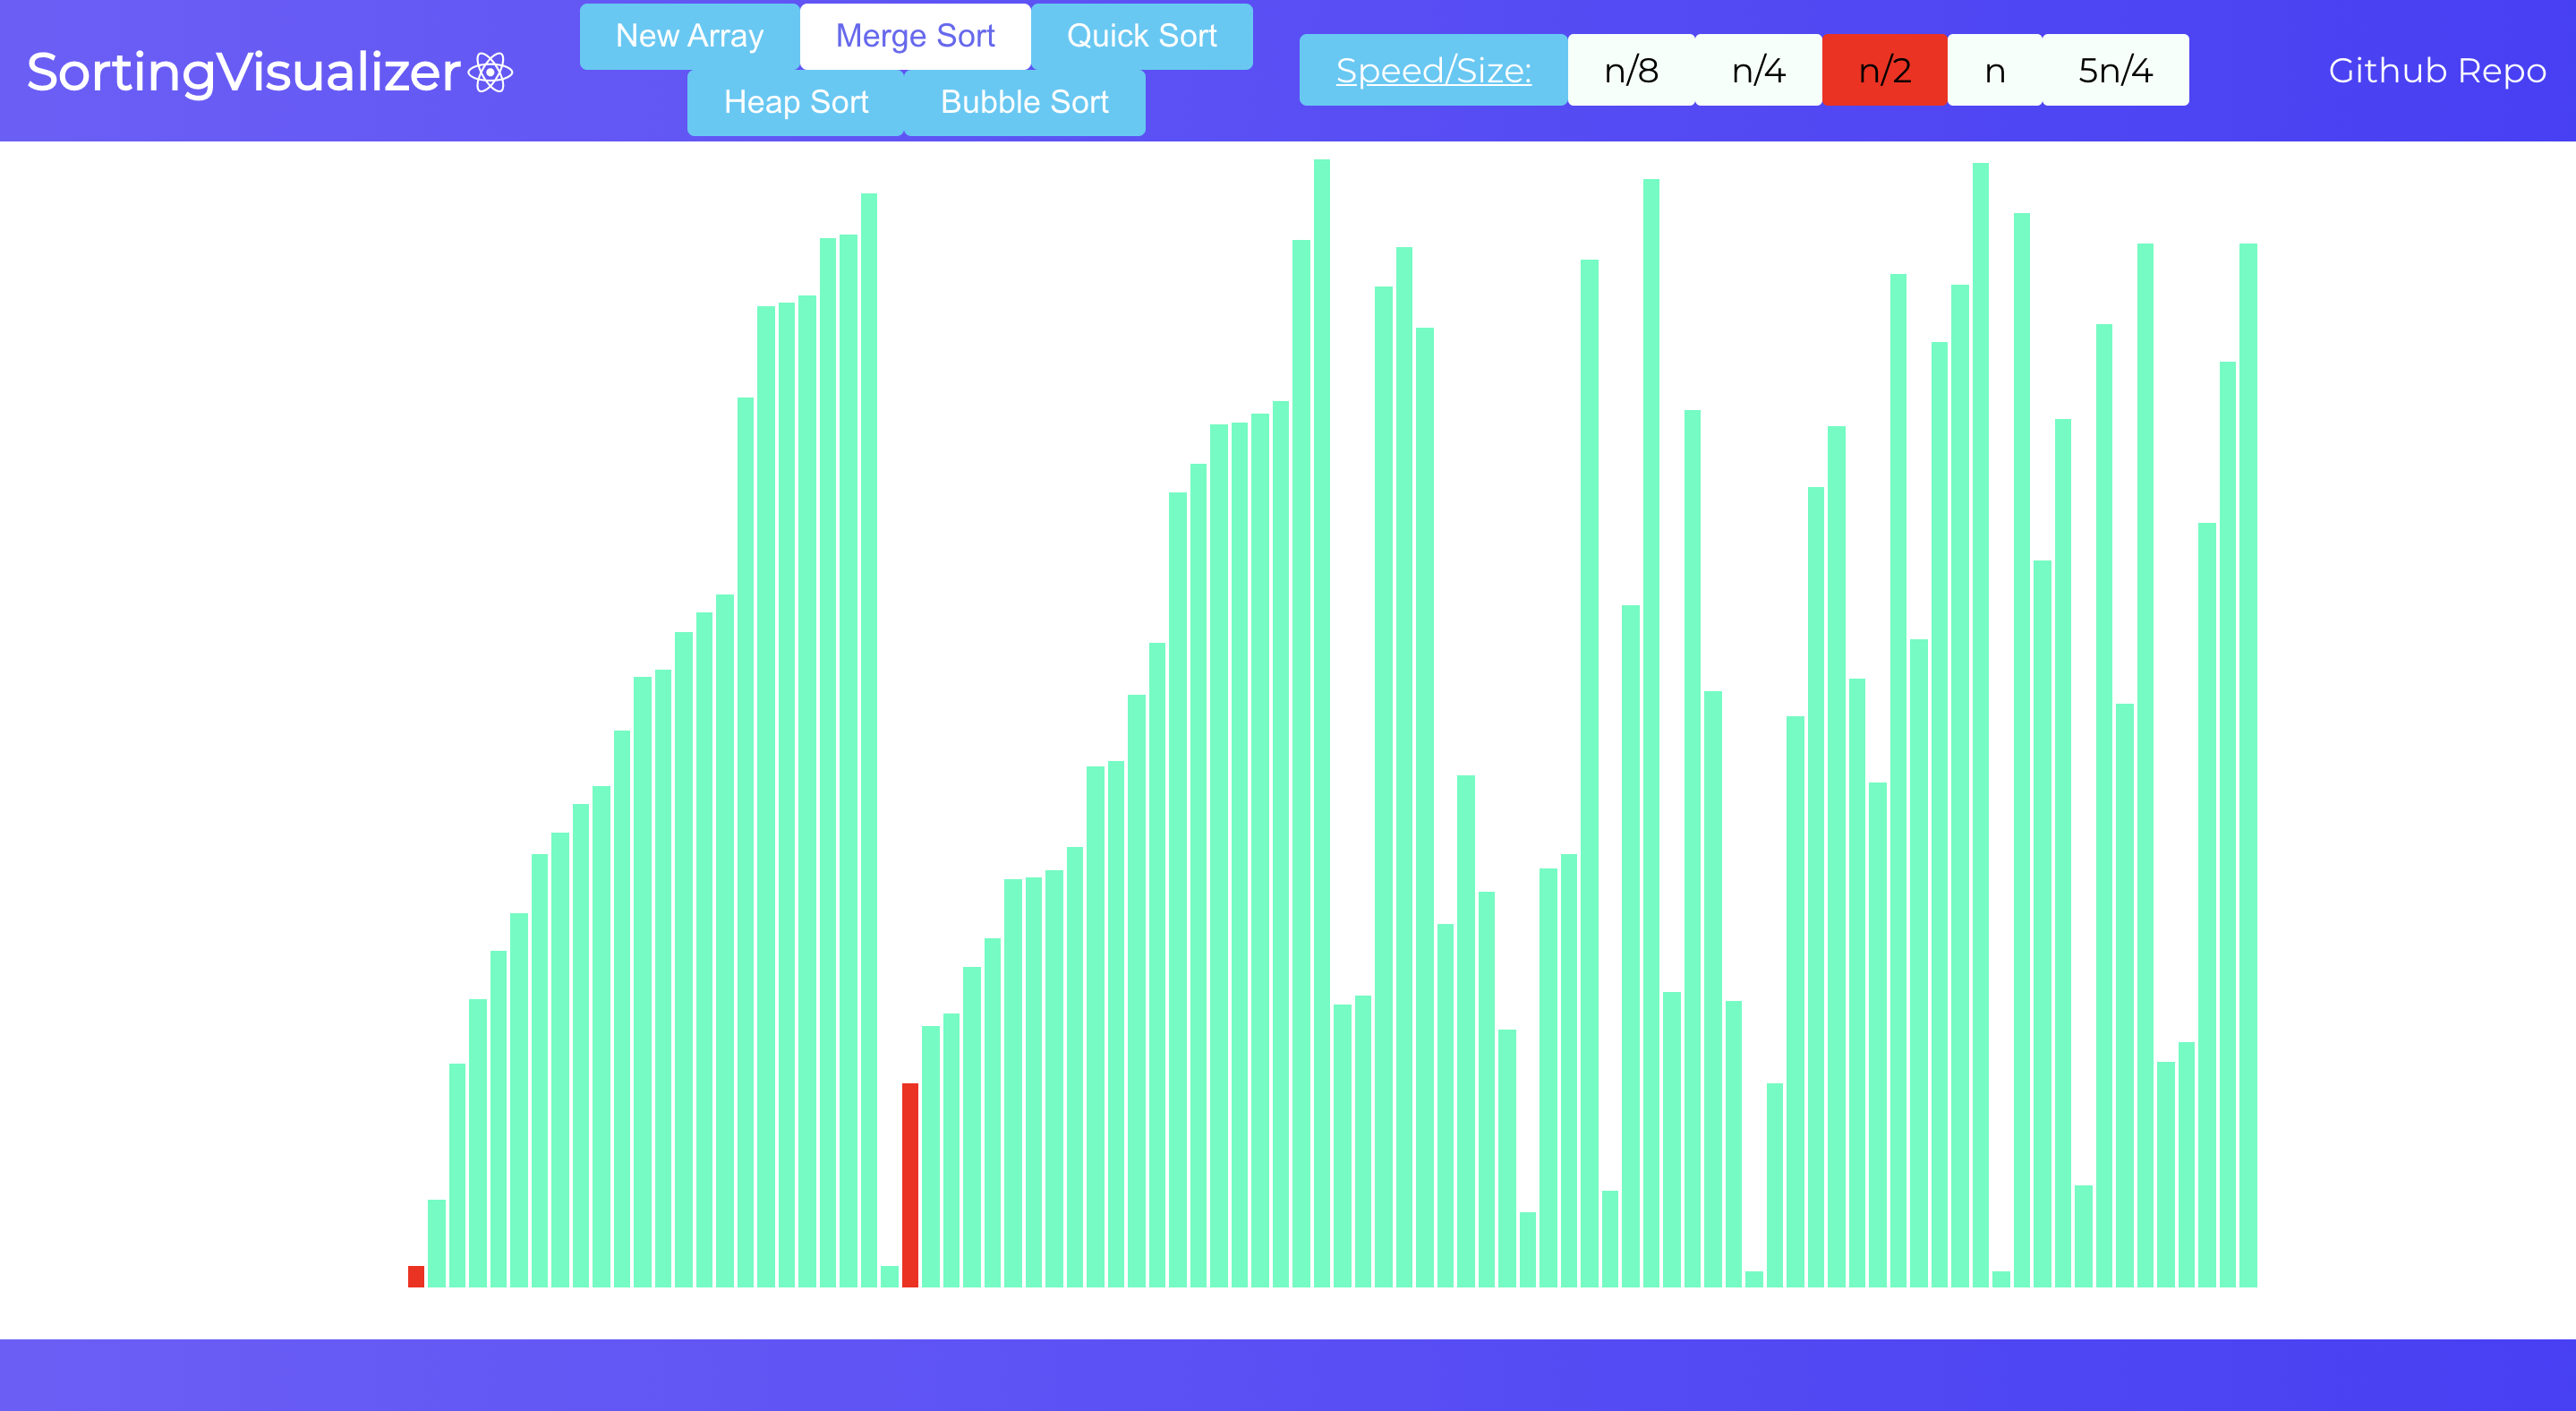 SortingVisualizer
New Array Merge Sort Quick Sort
Heap Sort Bubble Sort
Speed/Size: n/8 n/4 n/2 n 5n/4
Github Repo